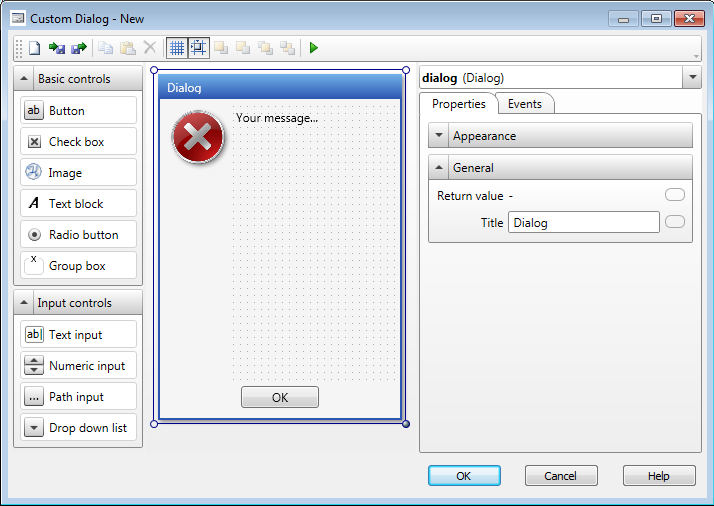 Custom Dialog - New
Basic controls
ab Button
Check box
Image
A Text block
Radio button
x Group box
Input controls
ab| Text input
Numeric input
... Path input
Drop down list
Dialog
Your message...
OK
dialog (Dialog)
Properties Events
Appearance
General
Return value -
Title Dialog
OK Cancel Help